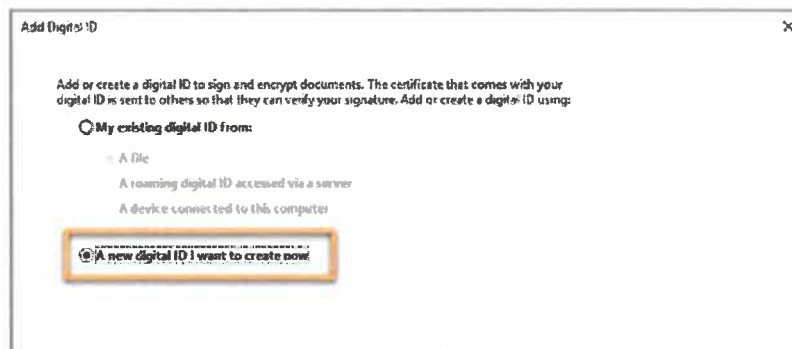 Add Digital ID
Add or create a digital ID to sign and encrypt documents. The certificate that comes with your
digital ID is sent to others so that they can verify your signature. Add or create a digital ID using:
My existing digital ID from:
A file
A roaming digital ID accessed via a server
A device connected to this computer
A new digital ID I want to create now